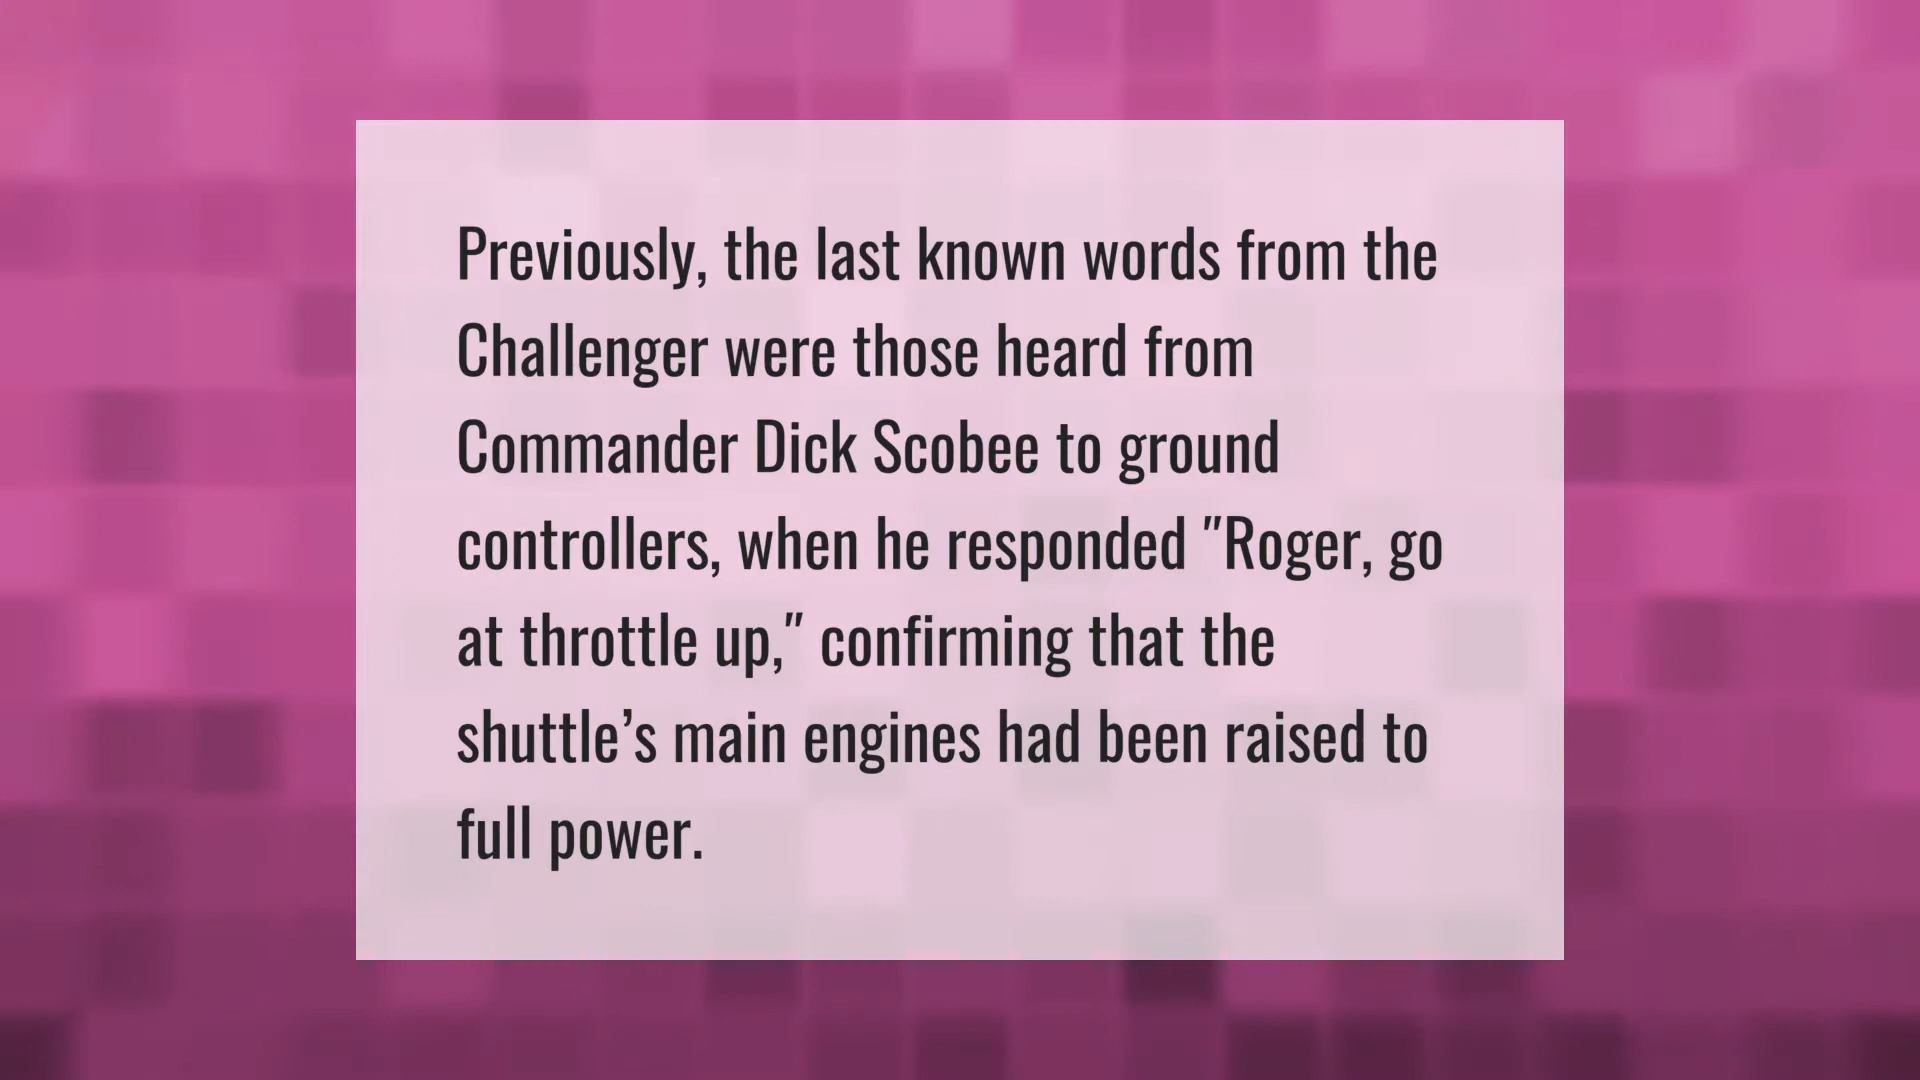 Previously, the last known words from the
Challenger were those heard from
Commander Dick Scobee to ground
controllers, when he responded "Roger, go
at throttle up," confirming that the
shuttle’s main engines had been raised to
full power.